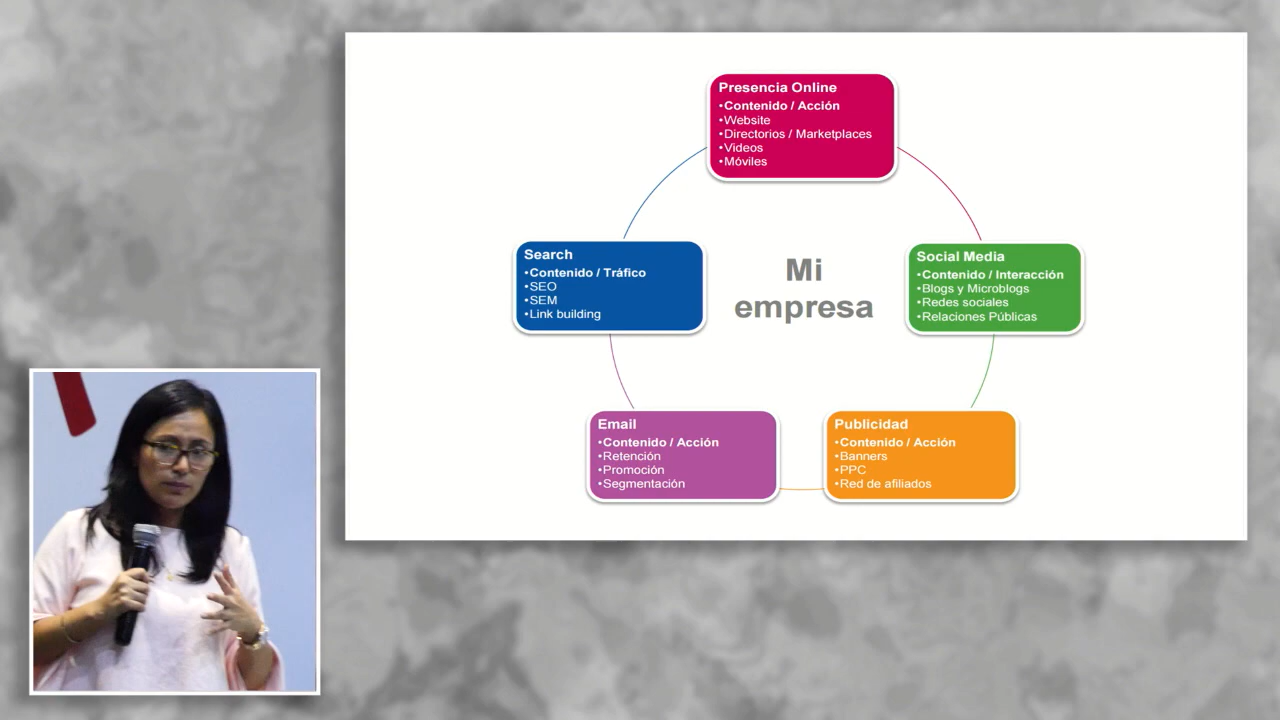 Presencia Online
•Contenido / Acción
•Website
•Directorios / Marketplaces
•Videos
•Móviles
Search
•Contenido / Tráfico
•SEO
•SEM
•Link building
Mi
empresa
Social Media
•Contenido / Interacción
•Blogs y Microblogs
•Redes sociales
•Relaciones Públicas
Email
•Contenido / Acción
•Retención
•Promoción
•Segmentación
Publicidad
•Contenido / Acción
•Banners
•PPC
•Red de afiliados